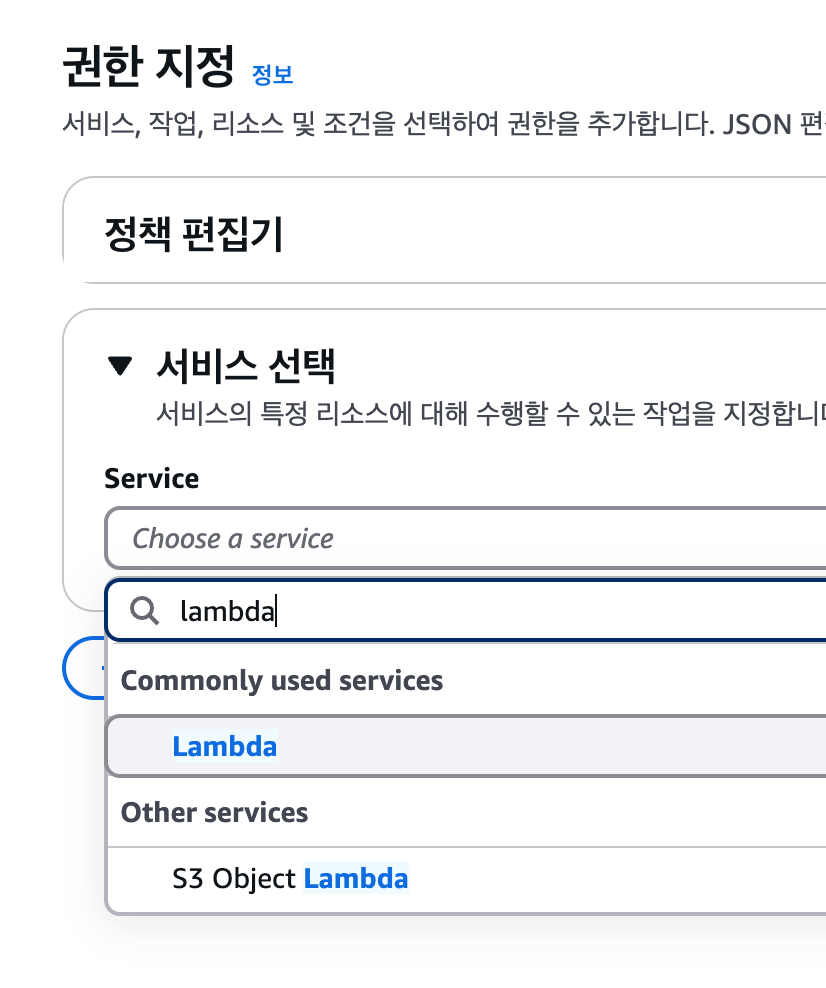 권한 지정 정보
서비스, 작업, 리소스 및 조건을 선택하여 권한을 추가합니다. JSON 편
정책 편집기
서비스 선택
서비스의 특정 리소스에 대해 수행할 수 있는 작업을 지정합니다
Service
Choose a service
lambda
Commonly used services
Lambda
Other services
S3 Object Lambda